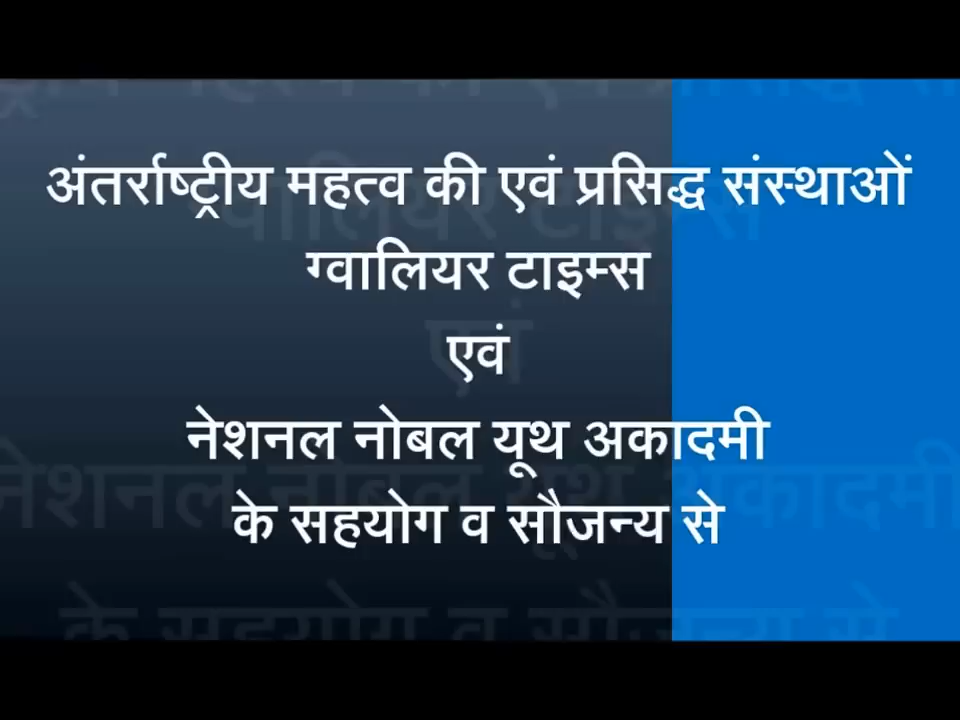 अंतर्राष्ट्रीय महत्व की एवं प्रसिद्ध संस्थाओं
ग्वालियर टाइम्स
एवं
नेशनल नोबल यूथ अकादमी
के सहयोग व सौजन्य से